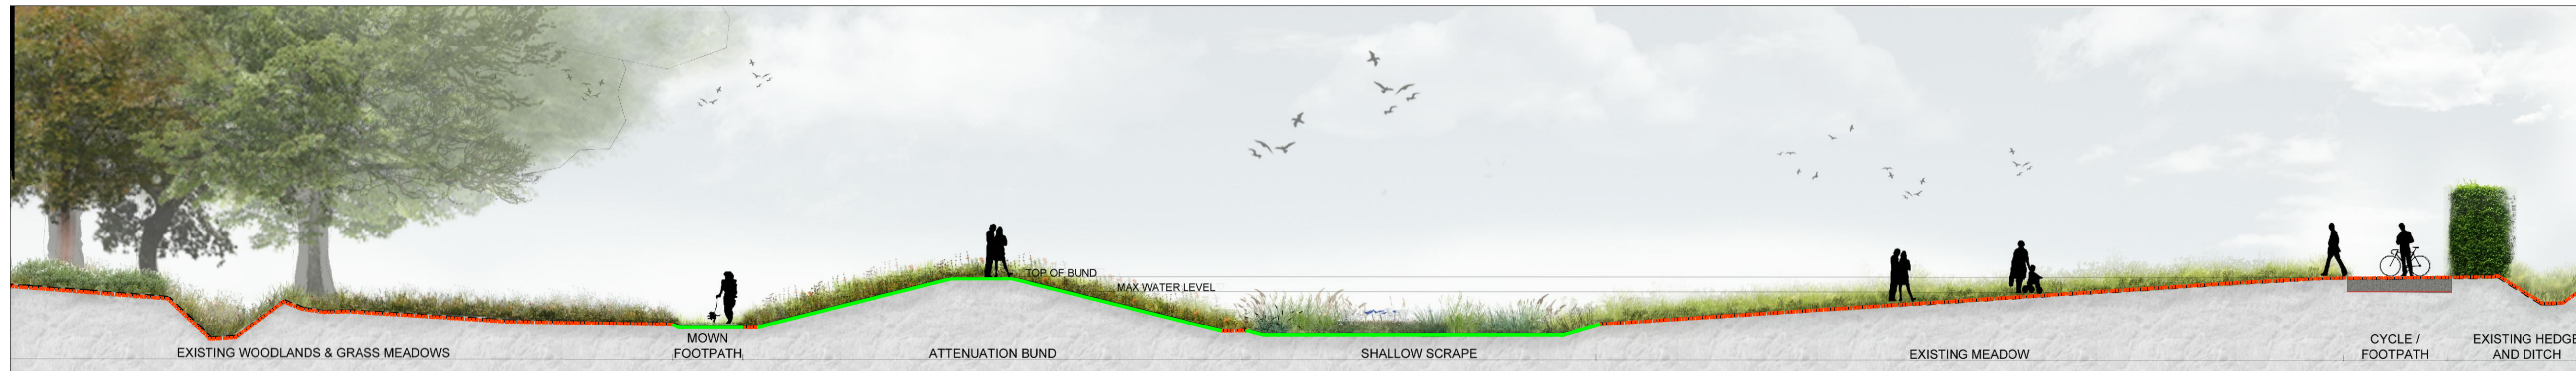 TOP OF BUND
MAX WATER LEVEL
EXISTING WOODLANDS & GRASS MEADOWS
MOWN
FOOTPATH
ATTENUATION BUND
SHALLOW SCRAPE
EXISTING MEADOW
CYCLE /
FOOTPATH
EXISTING HEDGE
AND DITCH